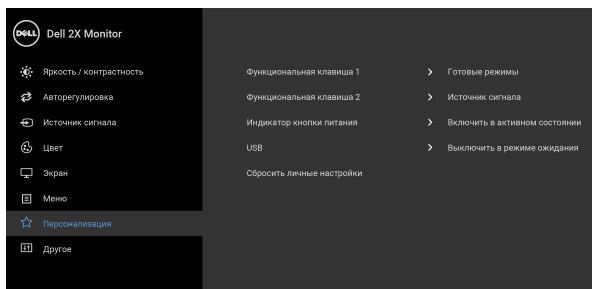 DELL Dell 2X Monitor
Яркость / контрастность Функциональная клавиша 1 Готовые режимы
Авторегулировка Функциональная клавиша 2 Источник сигнала
Источник сигнала Индикатор кнопки питания Включить в активном состоянии
Цвет USB Выключить в режиме ожидания
Экран Сбросить личные настройки
Меню
Персонализация
Другое